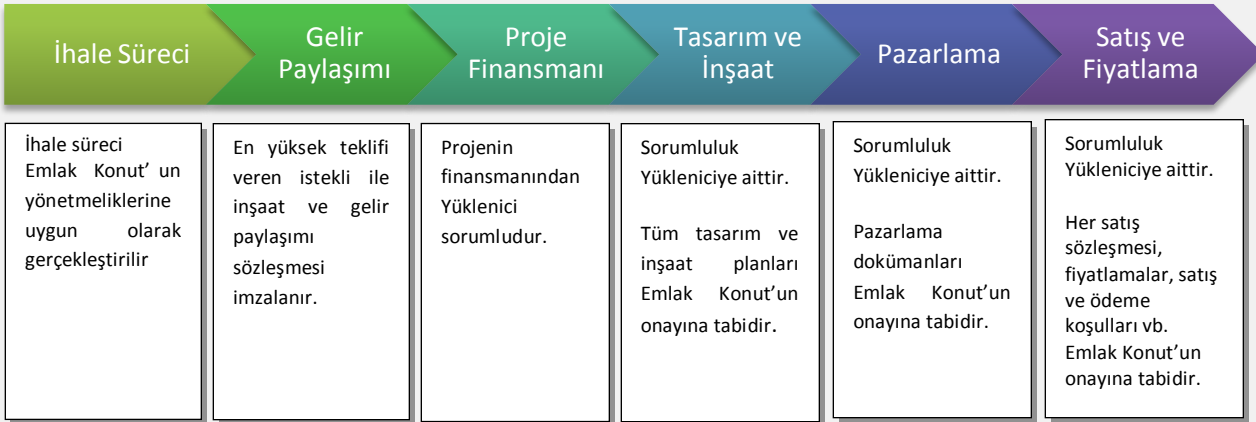 İhale Süreci
Gelir
Paylaşımı
Proje
Finansmanı
Tasarım ve
İnşaat
Pazarlama
Satış ve
Fiyatlama
İhale süreci
Emlak Konut’ un
yönetmeliklerine
uygun olarak
gerçekleştirilir
En yüksek teklifi
veren istekli ile
inşaat ve gelir
paylaşımı
sözleşmesi
imzalanır.
Projenin
finansmanından
Yüklenici
sorumludur.
Sorumluluk
Yükleniciye aittir.
Tüm tasarım ve
inşaat planları
Emlak Konut’un
onayına tabidir.
Sorumluluk
Yükleniciye aittir.
Pazarlama
dokümanları
Emlak Konut’un
onayına tabidir.
Sorumluluk
Yükleniciye aittir.
Her satış
sözleşmesi,
fiyatlamalar, satış
ve ödeme
koşulları vb.
Emlak Konut’un
onayına tabidir.